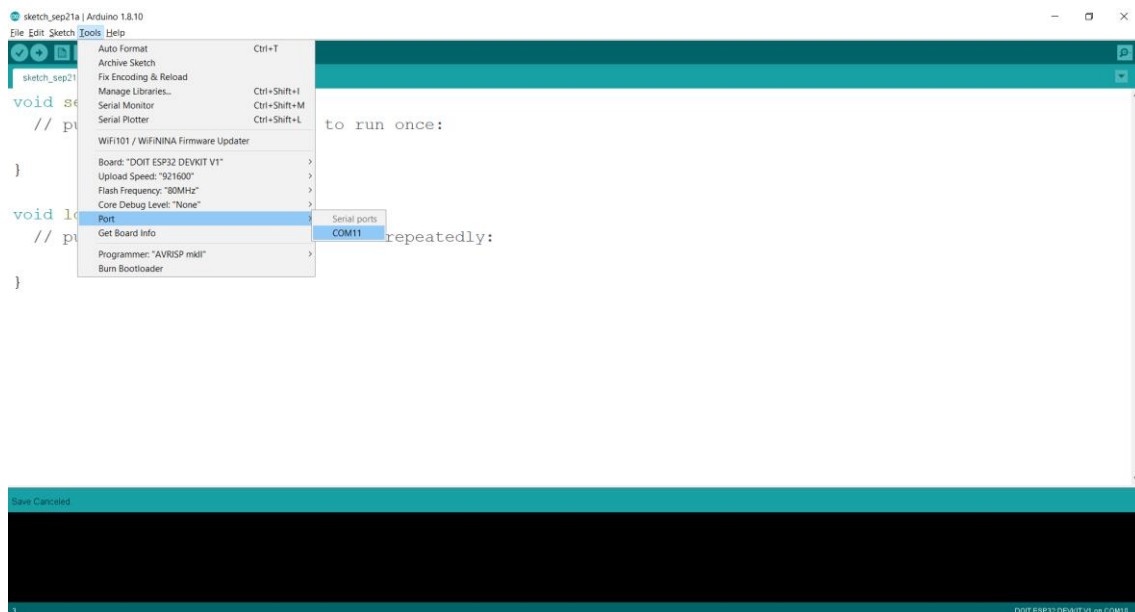 sketch_sep21a | Arduino 1.8.10
File Edit Sketch Tools Help
sketch_sep21
Auto Format Ctrl+T
Archive Sketch
Fix Encoding & Reload
Manage Libraries... Ctrl+Shift+I
Serial Monitor Ctrl+Shift+M
Serial Plotter Ctrl+Shift+L
WiFi101 / WiFiNINA Firmware Updater
Board: "DOIT ESP32 DEVKIT V1"
Upload Speed: "921600"
Flash Frequency: "80MHz"
Core Debug Level: "None"
Port
Get Board Info
Programmer: "AVRISP mkII"
Burn Bootloader
Serial ports
COM11
void se
// pu to run once:
}
void lo
// pu repeatedly:
}
Save Canceled
3 DOIT ESP32 DEVKIT V1 on COM10